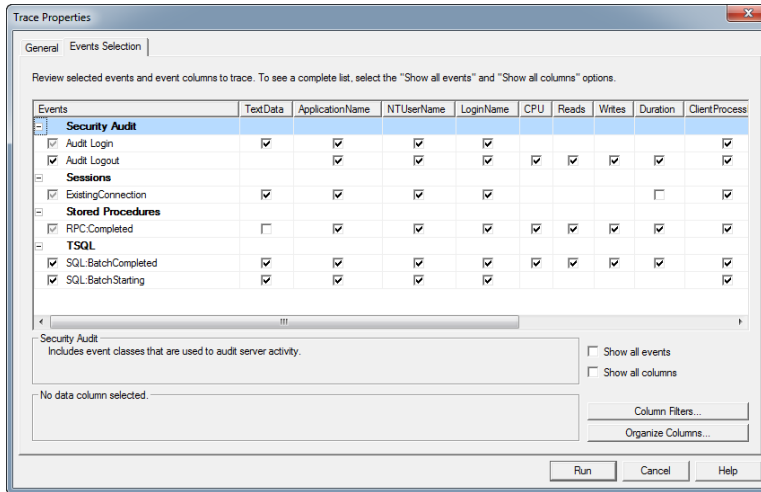 Trace Properties
General Events Selection
Review selected events and event columns to trace. To see a complete list, select the "Show all events" and "Show all columns" options.
Events TextData ApplicationName NTUserName LoginName CPU Reads Writes Duration ClientProcess
Security Audit
Audit Login
Audit Logout
Sessions
ExistingConnection
Stored Procedures
RPC:Completed
TSQL
SQL:BatchCompleted
SQL:BatchStarting
Security Audit
Includes event classes that are used to audit server activity.
Show all events
Show all columns
No data column selected.
Column Filters...
Organize Columns...
Run Cancel Help